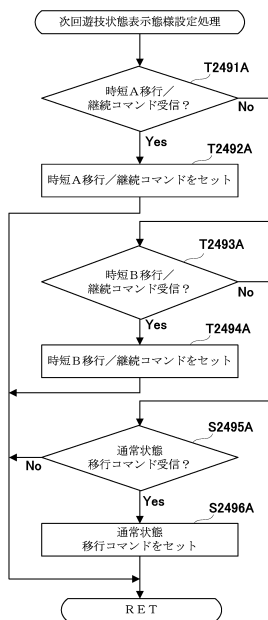 次回遊技状態表示態様設定処理
T2491A
時短A移行／
継続コマンド受信？
No
Yes
T2492A
時短A移行／継続コマンドをセット
T2493A
時短B移行／
継続コマンド受信？
No
Yes
T2494A
時短B移行／継続コマンドをセット
S2495A
通常状態
移行コマンド受信？
No
Yes
S2496A
通常状態
移行コマンドをセット
RET